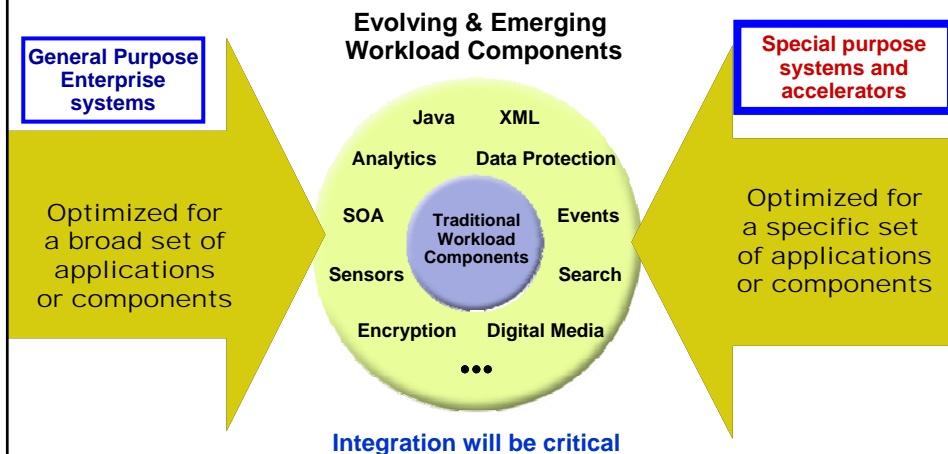 Evolving & Emerging
Workload Components
General Purpose
Enterprise
systems
Special purpose
systems and
accelerators
Optimized for
a broad set of
applications
or components
Java XML
Analytics Data Protection
SOA Events
Sensors Search
Encryption Digital Media
...
Traditional
Workload
Components
Optimized for
a specific set
of applications
or components
Integration will be critical